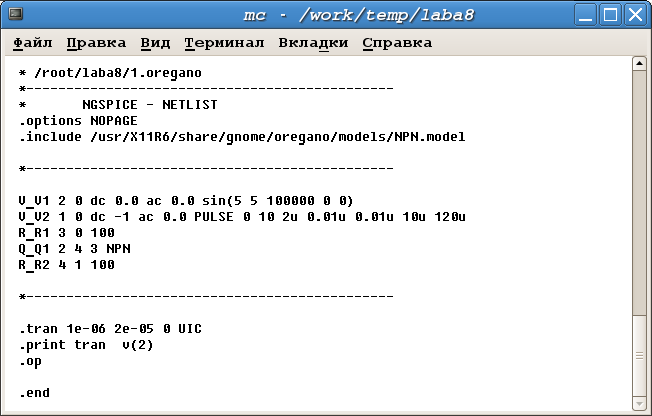 mc - /work/temp/laba8
Файл Правка Вид Терминал Вкладки Справка
* /root/laba8/1.oregano
*----------------------------------------------
*       NGSPICE - NETLIST
.options NOPAGE
.include /usr/X11R6/share/gnome/oregano/models/NPN.model
*----------------------------------------------
V_V1 2 0 dc 0.0 ac 0.0 sin(5 5 100000 0 0)
V_V2 1 0 dc -1 ac 0.0 PULSE 0 10 2u 0.01u 0.01u 10u 120u
R_R1 3 0 100
Q_Q1 2 4 3 NPN
R_R2 4 1 100
*----------------------------------------------
.tran 1e-06 2e-05 0 UIC
.print tran  v(2)
.op
.end